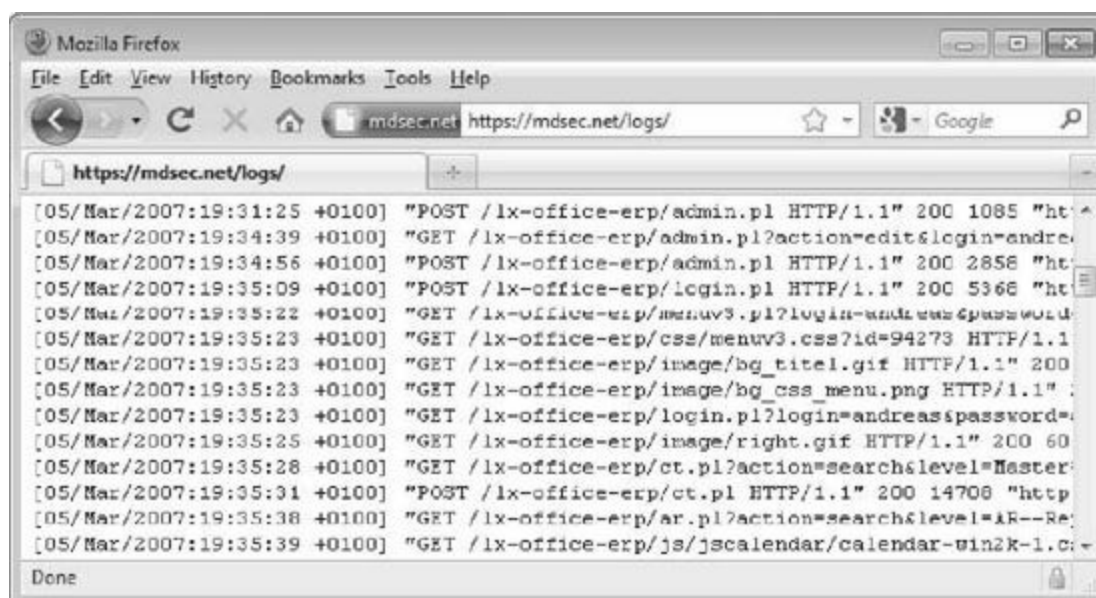 Mozilla Firefox
File Edit View History Bookmarks Tools Help
mdsec.net https://mdsec.net/logs/ Google
https://mdsec.net/logs/
[05/Mar/2007:19:31:25 +0100] "POST /lx-office-erp/admin.pl HTTP/1.1" 200 1085 "ht
[05/Mar/2007:19:34:39 +0100] "GET /lx-office-erp/admin.pl?action=edit&login=andre
[05/Mar/2007:19:34:56 +0100] "POST /lx-office-erp/admin.pl HTTP/1.1" 200 2858 "ht
[05/Mar/2007:19:35:09 +0100] "POST /lx-office-erp/login.pl HTTP/1.1" 200 5368 "ht
[05/Mar/2007:19:35:22 +0100] "GET /lx-office-erp/menuv3.pl?login=andreas&password
[05/Mar/2007:19:35:23 +0100] "GET /lx-office-erp/css/menuv3.css?id=94273 HTTP/1.1
[05/Mar/2007:19:35:23 +0100] "GET /lx-office-erp/image/bg_titel.gif HTTP/1.1" 200
[05/Mar/2007:19:35:23 +0100] "GET /lx-office-erp/image/bg_css_menu.png HTTP/1.1"
[05/Mar/2007:19:35:23 +0100] "GET /lx-office-erp/login.pl?login=andreas&password=
[05/Mar/2007:19:35:25 +0100] "GET /lx-office-erp/image/right.gif HTTP/1.1" 200 60
[05/Mar/2007:19:35:28 +0100] "GET /lx-office-erp/ct.pl?action=search&level=Master
[05/Mar/2007:19:35:31 +0100] "POST /lx-office-erp/ct.pl HTTP/1.1" 200 14708 "http
[05/Mar/2007:19:35:38 +0100] "GET /lx-office-erp/ar.pl?action=search&level=AR--Re
[05/Mar/2007:19:35:39 +0100] "GET /lx-office-erp/js/jscalendar/calendar-win2k-1.c
Done